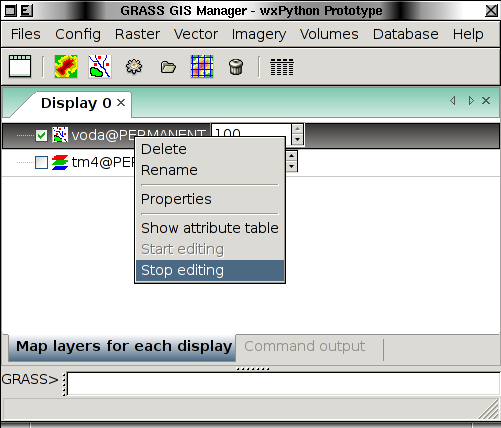 GRASS GIS Manager - wxPython Prototype
Files Config Raster Vector Imagery Volumes Database Help
Display 0
voda@PERMANENT 100
tm4@PER
Delete
Rename
Properties
Show attribute table
Start editing
Stop editing
Map layers for each display Command output
GRASS>